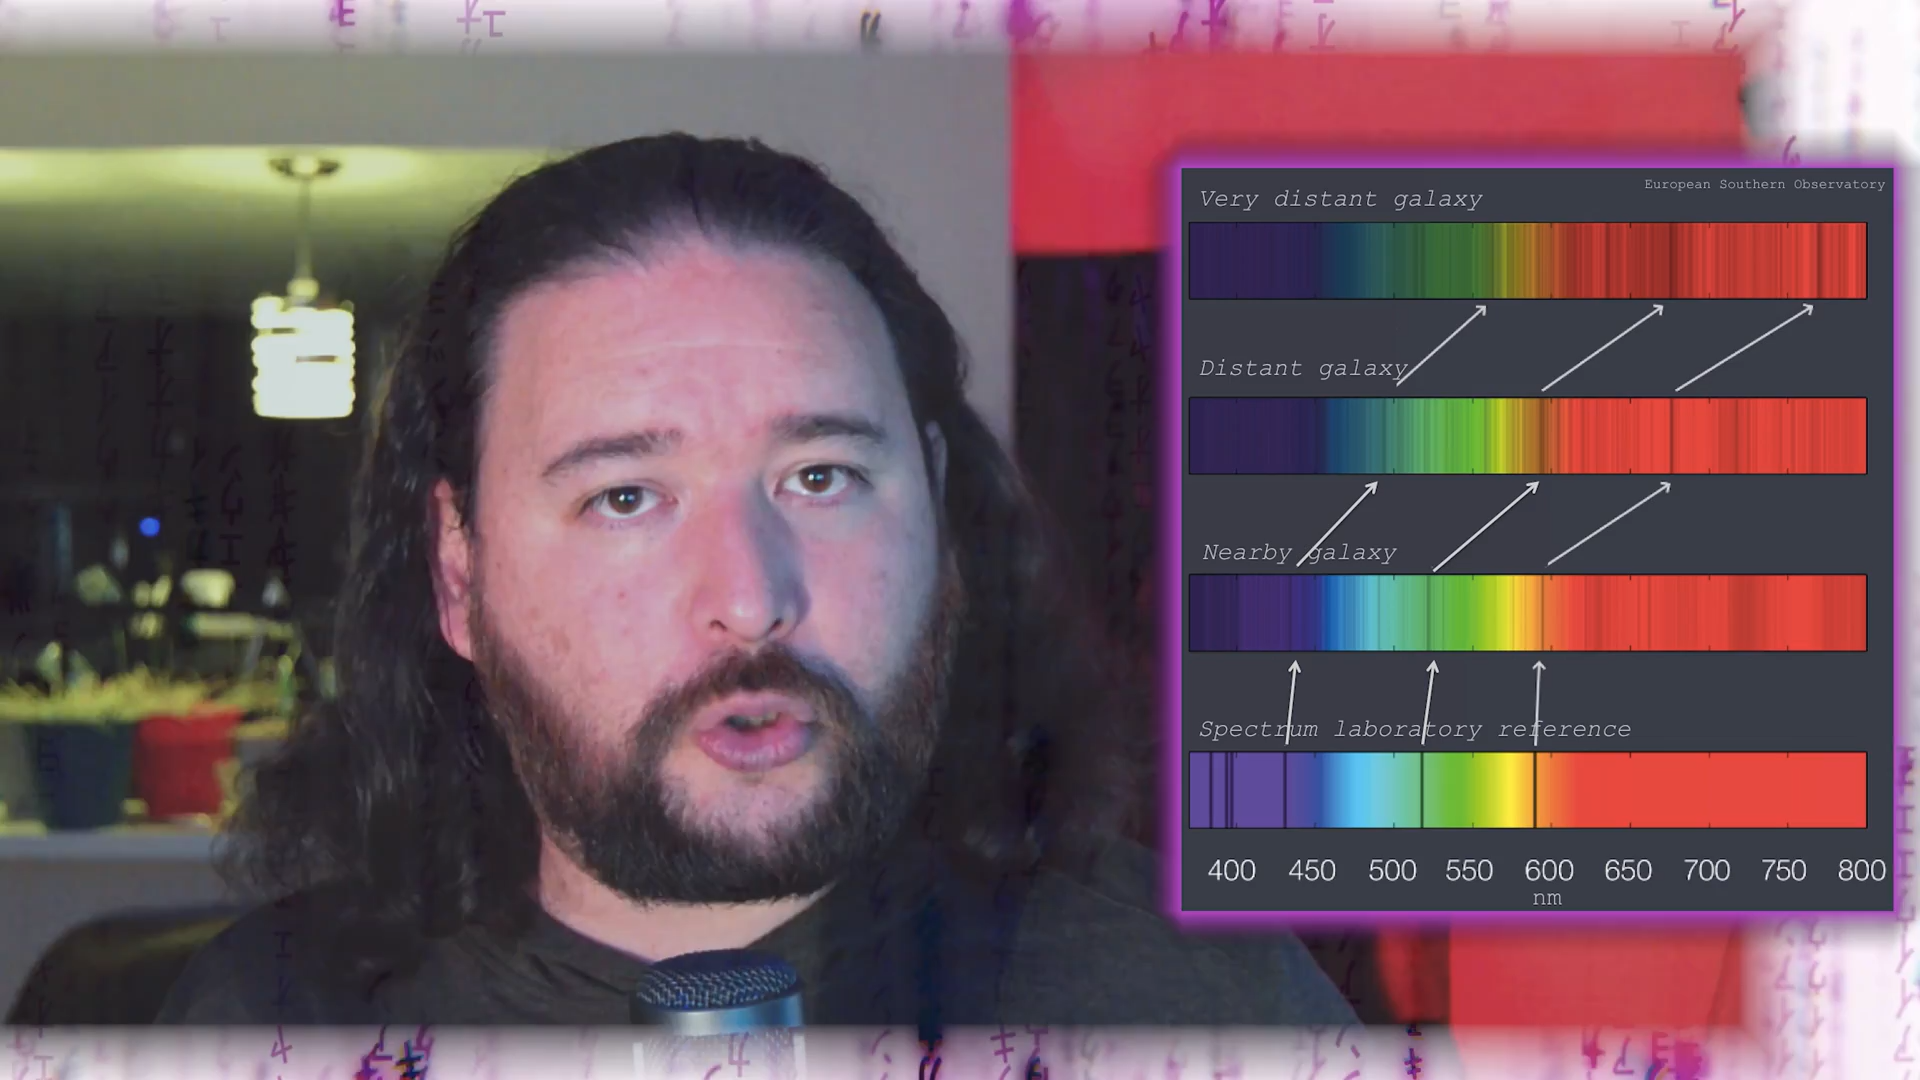 European Southern Observatory
Very distant galaxy
Distant galaxy
Nearby galaxy
Spectrum laboratory reference
400 450 500 550 600 650 700 750 800
nm